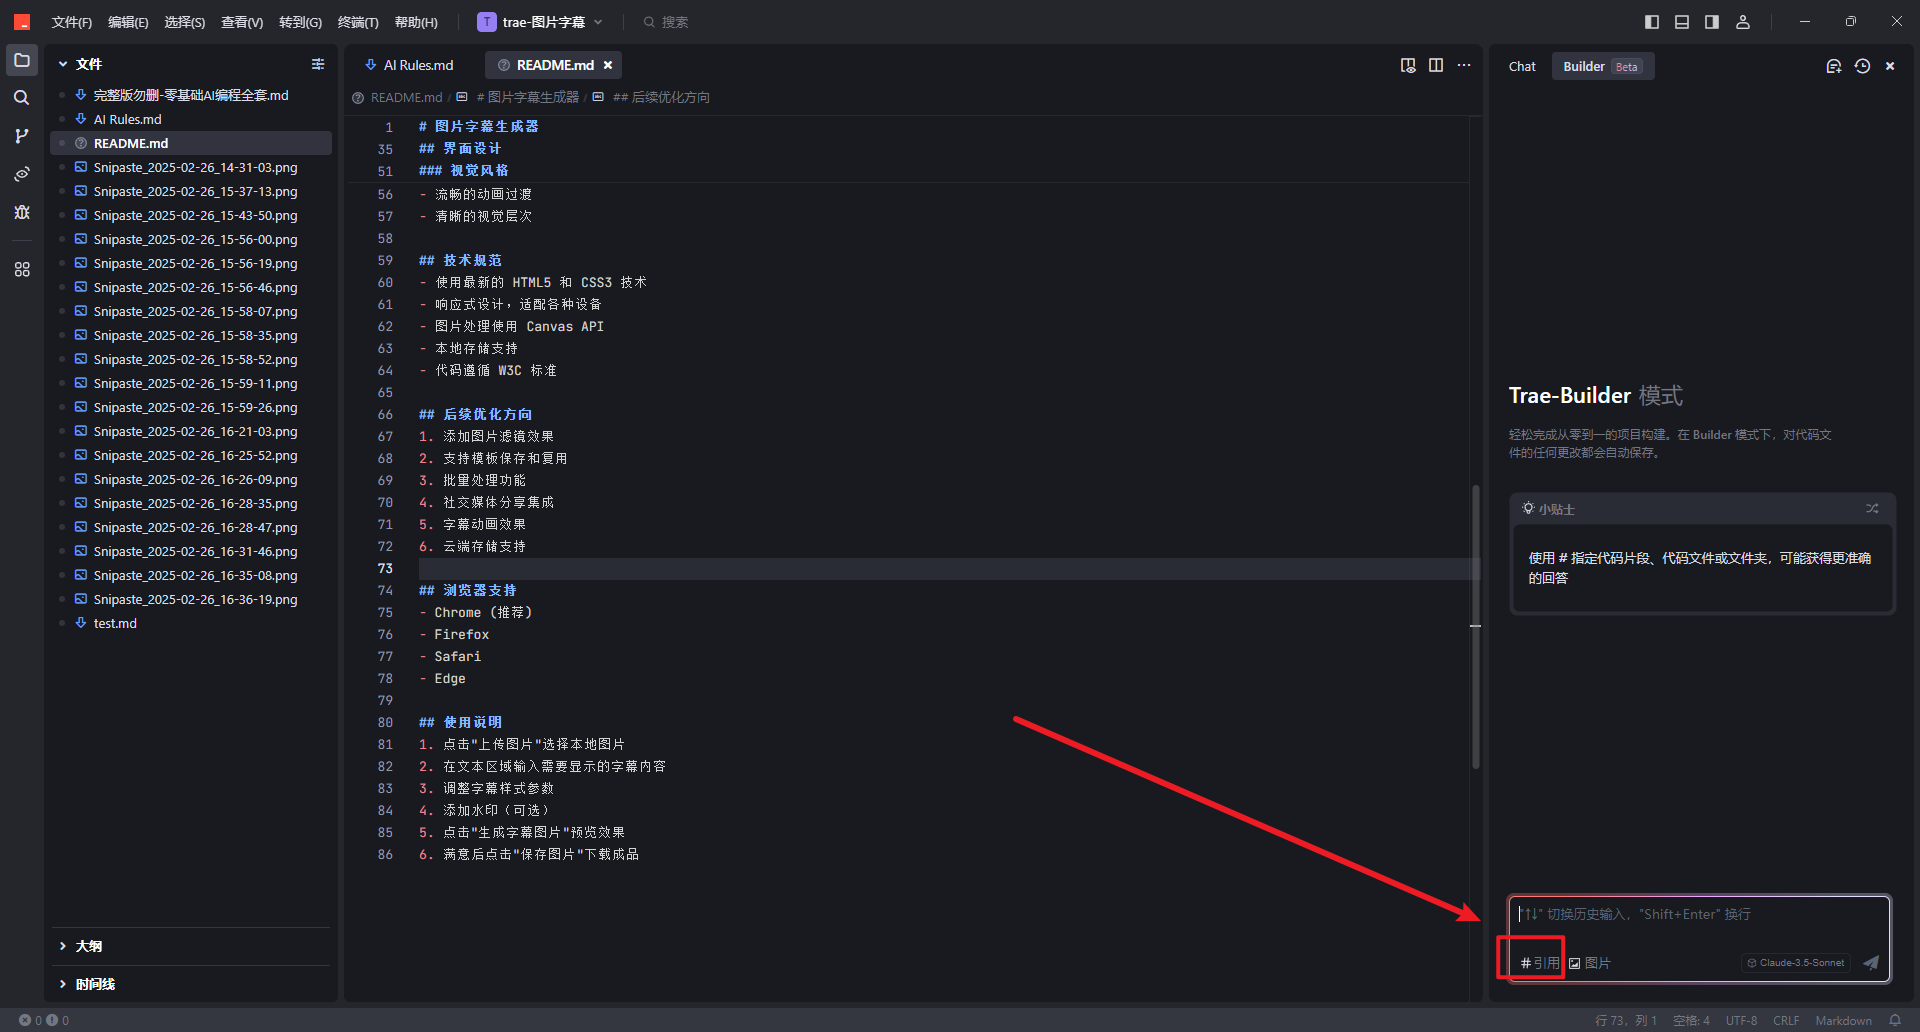 文件(F) 编辑(E) 选择(S) 查看(V) 转到(G) 终端(T) 帮助(H) T trae-图片字幕 搜索
文件
完整版勿删-零基础AI编程全套.md
AI Rules.md
README.md
Snipaste_2025-02-26_14-31-03.png
Snipaste_2025-02-26_15-37-13.png
Snipaste_2025-02-26_15-43-50.png
Snipaste_2025-02-26_15-56-00.png
Snipaste_2025-02-26_15-56-19.png
Snipaste_2025-02-26_15-56-46.png
Snipaste_2025-02-26_15-58-07.png
Snipaste_2025-02-26_15-58-35.png
Snipaste_2025-02-26_15-58-52.png
Snipaste_2025-02-26_15-59-11.png
Snipaste_2025-02-26_15-59-26.png
Snipaste_2025-02-26_16-21-03.png
Snipaste_2025-02-26_16-25-52.png
Snipaste_2025-02-26_16-26-09.png
Snipaste_2025-02-26_16-28-35.png
Snipaste_2025-02-26_16-28-47.png
Snipaste_2025-02-26_16-31-46.png
Snipaste_2025-02-26_16-35-08.png
Snipaste_2025-02-26_16-36-19.png
test.md
大纲
时间线
AI Rules.md README.md
README.md / # 图片字幕生成器 / ## 后续优化方向
1 # 图片字幕生成器
35 ## 界面设计
51 ### 视觉风格
56 - 流畅的动画过渡
57 - 清晰的视觉层次
58
59 ## 技术规范
60 - 使用最新的 HTML5 和 CSS3 技术
61 - 响应式设计，适配各种设备
62 - 图片处理使用 Canvas API
63 - 本地存储支持
64 - 代码遵循 W3C 标准
65
66 ## 后续优化方向
67 1. 添加图片滤镜效果
68 2. 支持模板保存和复用
69 3. 批量处理功能
70 4. 社交媒体分享集成
71 5. 字幕动画效果
72 6. 云端存储支持
73
74 ## 浏览器支持
75 - Chrome (推荐)
76 - Firefox
77 - Safari
78 - Edge
79
80 ## 使用说明
81 1. 点击"上传图片"选择本地图片
82 2. 在文本区域输入需要显示的字幕内容
83 3. 调整字幕样式参数
84 4. 添加水印（可选）
85 5. 点击"生成字幕图片"预览效果
86 6. 满意后点击"保存图片"下载成品
Chat Builder Beta
Trae-Builder 模式
轻松完成从零到一的项目构建。在 Builder 模式下，对代码文
件的任何更改都会自动保存。
小贴士
使用 # 指定代码片段、代码文件或文件夹，可能获得更准确
的回答
"↑↓" 切换历史输入，"Shift+Enter" 换行
#引用 图片 Claude-3.5-Sonnet
0 0 行 73，列 1 空格: 4 UTF-8 CRLF Markdown